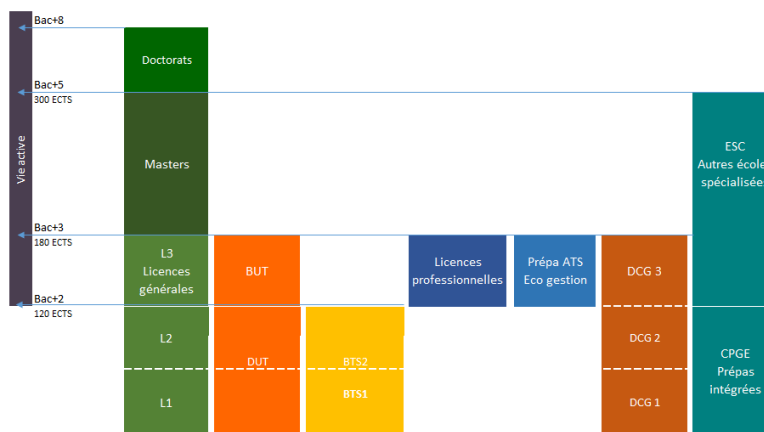 Bac+8
Doctorats
Bac+5
300 ECTS
Vie active
Masters
ESC
Autres école
spécialisée
Bac+3
180 ECTS
L3
Licences
générales
BUT
Licences
professionnelles
Prépa ATS
Eco gestion
DCG 3
Bac+2
120 ECTS
L2
DUT
BTS2
DCG 2
CPGE
Prépas
intégrées
L1
BTS1
DCG 1